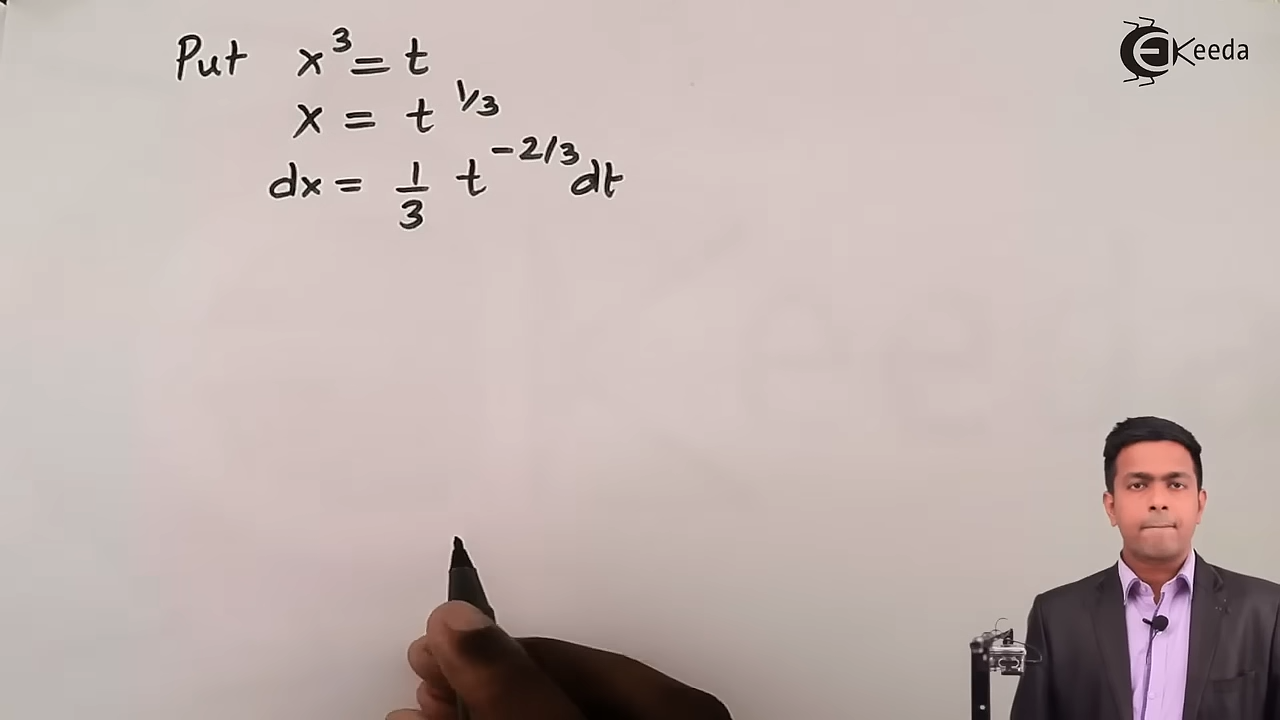 Put x³ = t
x = t^1/3
dx = 1/3 t^-2/3 dt
EKeeda